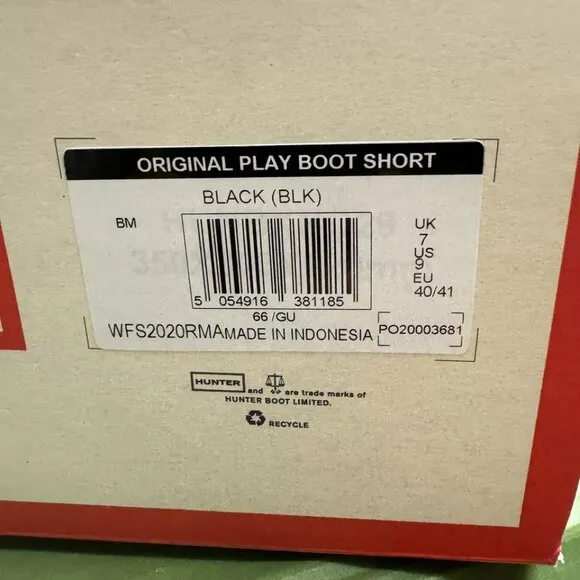 ORIGINAL PLAY BOOT SHORT
BLACK (BLK)
BM
UK
7
US
9
EU
40/41
5 054916 381185
66 /GU
WFS2020RMA MADE IN INDONESIA
PO20003681
HUNTER and are trade marks of
HUNTER BOOT LIMITED.
RECYCLE